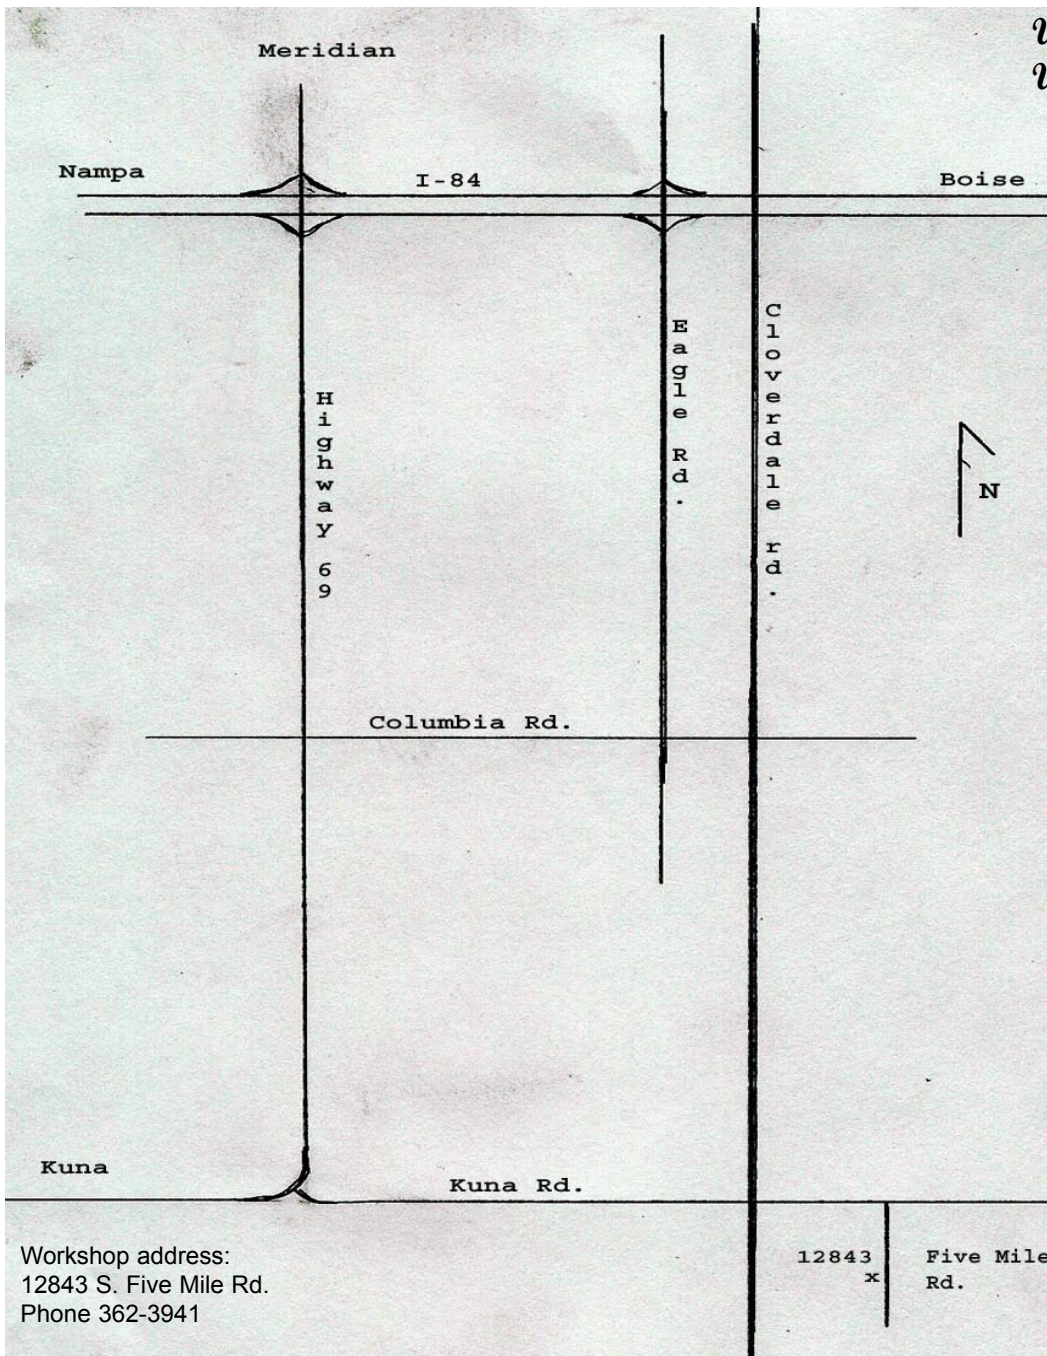 Meridian
Nampa
I-84
Boise
Cloverdale rd.
Eagle Rd.
Highway 69
N
Columbia Rd.
Kuna
Kuna Rd.
12843
x
Five Mile
Rd.
Workshop address:
12843 S. Five Mile Rd.
Phone 362-3941